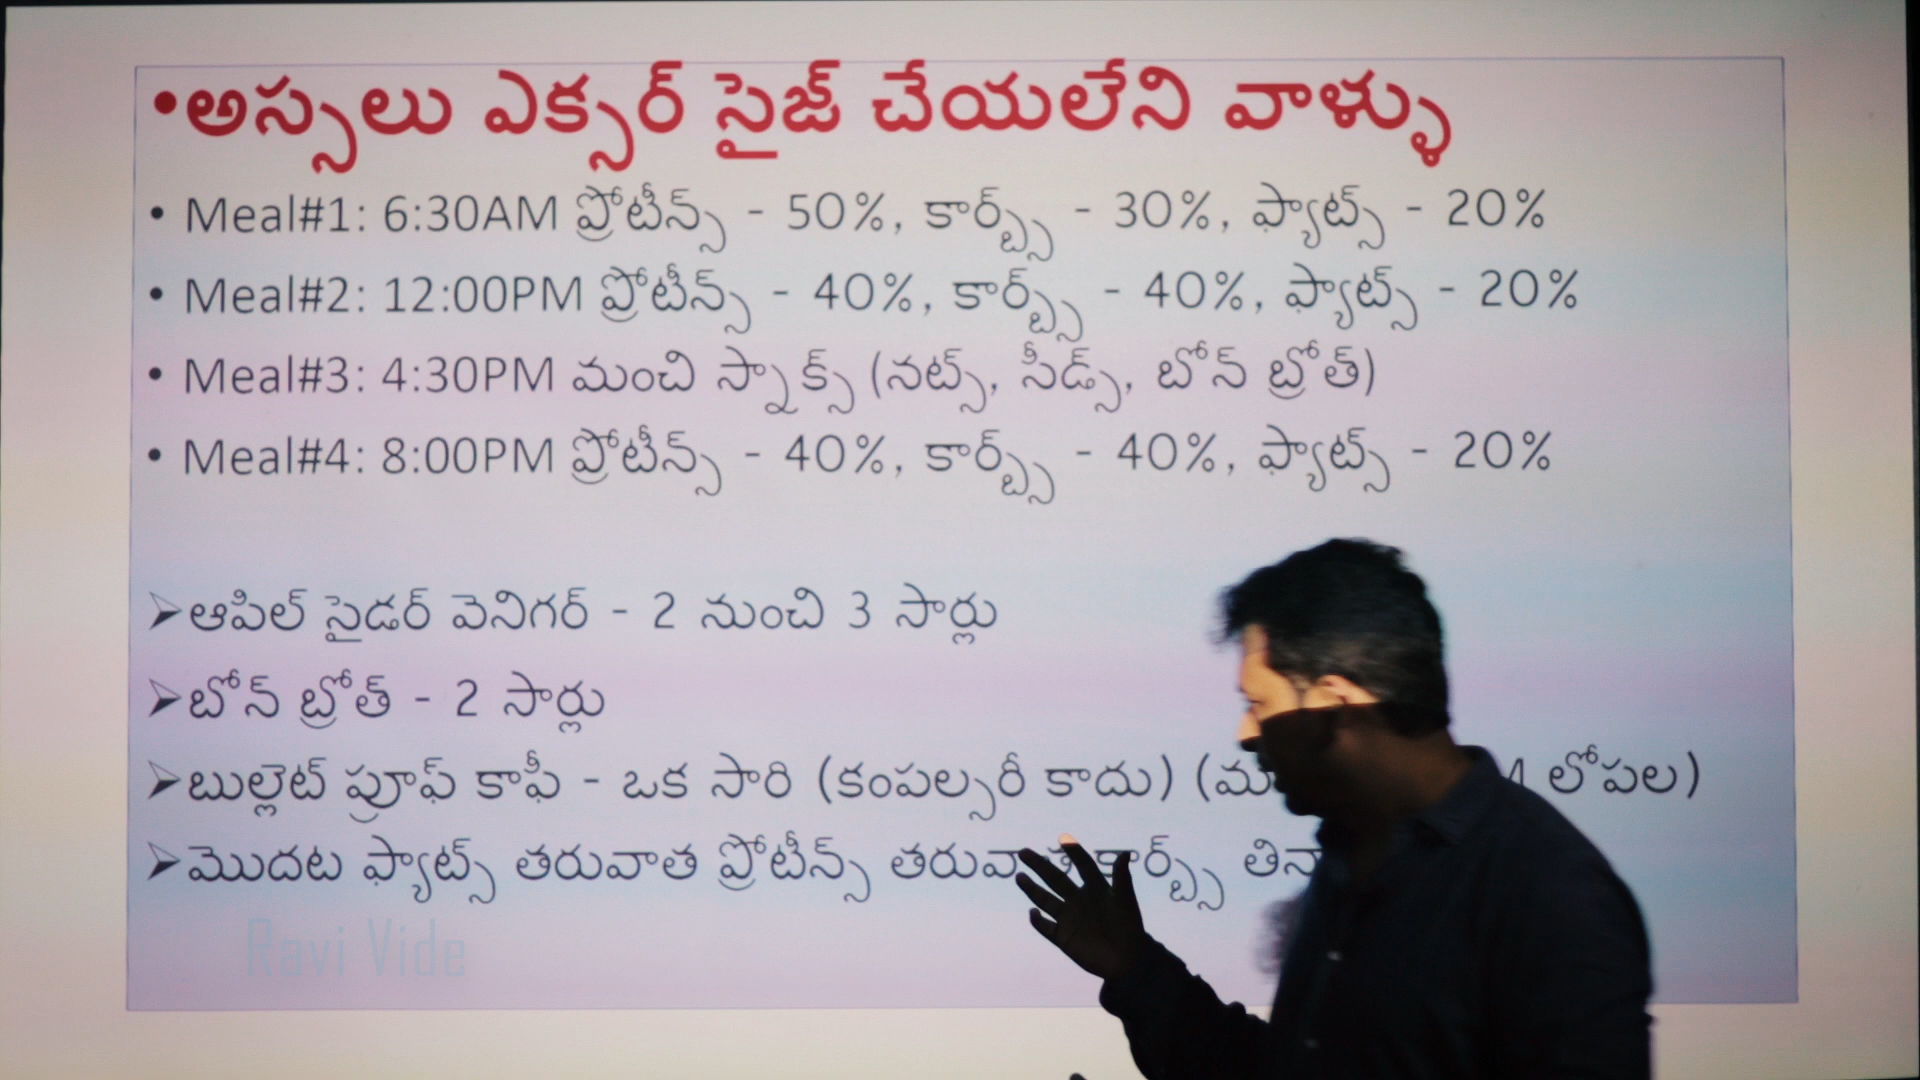 •అస్సలు ఎక్సర్ సైజ్ చేయలేని వాళ్ళు
• Meal#1: 6:30AM ప్రోటీన్స్ - 50%, కార్బ్స్ - 30%, ఫ్యాట్స్ - 20%
• Meal#2: 12:00PM ప్రోటీన్స్ - 40%, కార్బ్స్ - 40%, ఫ్యాట్స్ - 20%
• Meal#3: 4:30PM మంచి స్నాక్స్ (నట్స్, సీడ్స్, బోన్ బ్రోత్)
• Meal#4: 8:00PM ప్రోటీన్స్ - 40%, కార్బ్స్ - 40%, ఫ్యాట్స్ - 20%
➢ఆపిల్ సైడర్ వెనిగర్ - 2 నుంచి 3 సార్లు
➢బోన్ బ్రోత్ - 2 సార్లు
➢బుల్లెట్ ప్రూఫ్ కాఫీ - ఒక సారి (కంపల్సరీ కాదు) లోపల)
➢మొదట ఫ్యాట్స్ తరువాత ప్రోటీన్స్ తరువాత కార్బ్స్
Ravi Vide